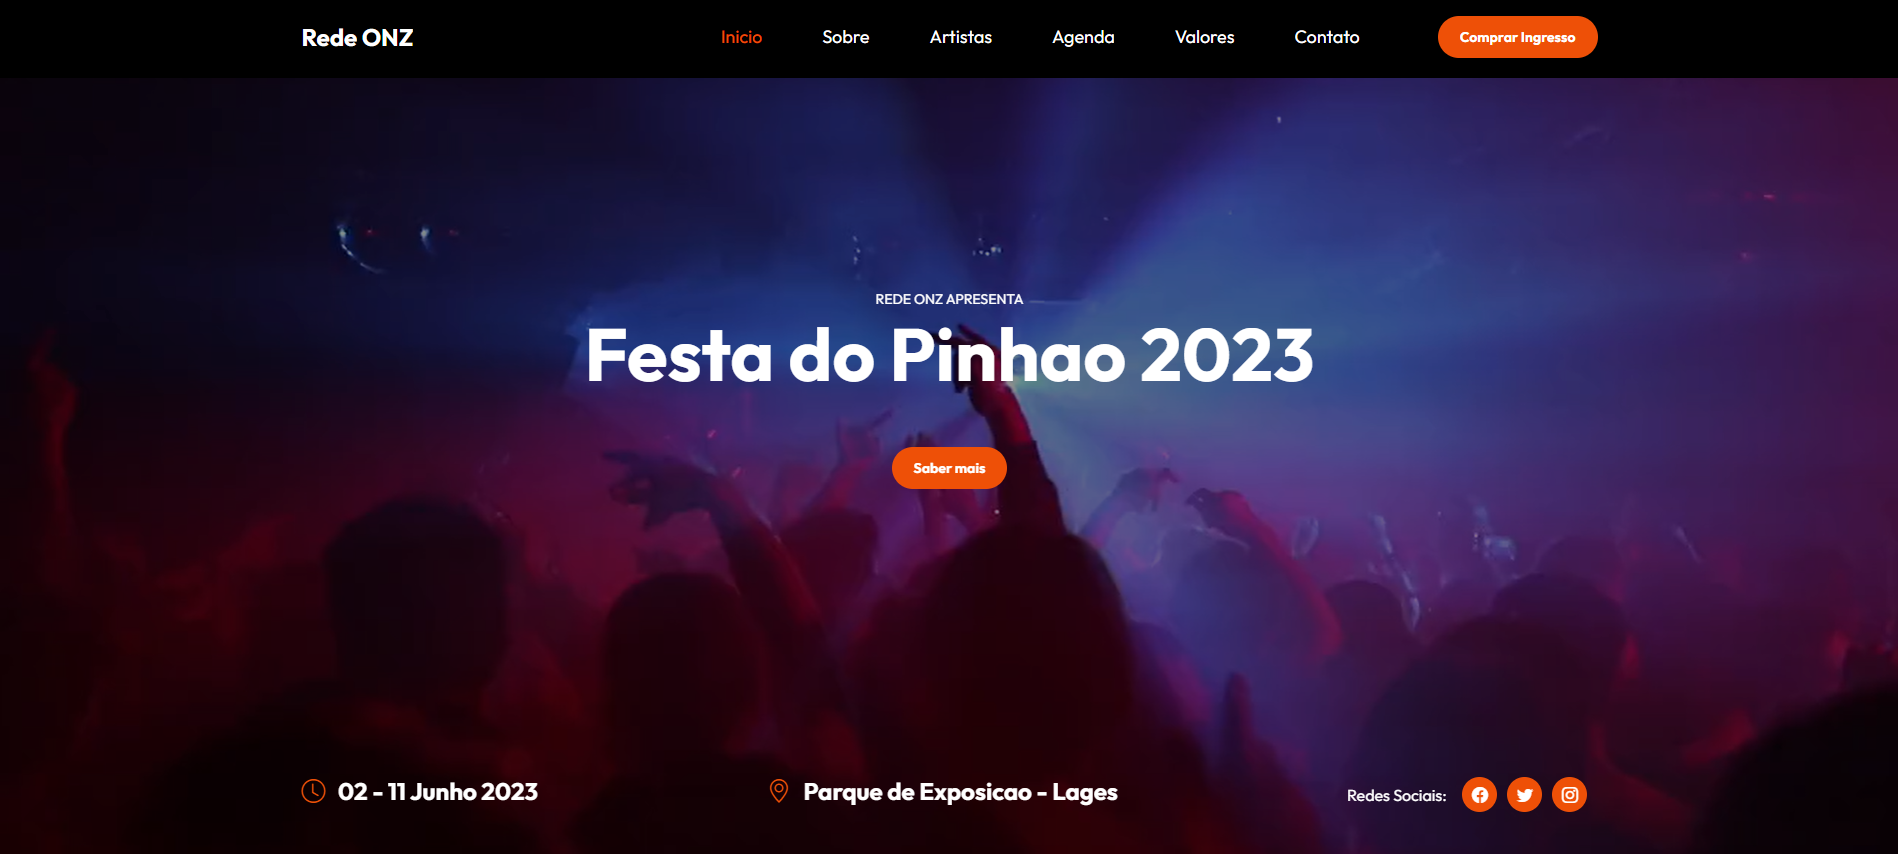 Rede ONZ
Inicio
Sobre
Artistas
Agenda
Valores
Contato
Comprar Ingresso
REDE ONZ APRESENTA
Festa do Pinhao 2023
Saber mais
02 - 11 Junho 2023
Parque de Exposicao - Lages
Redes Sociais: